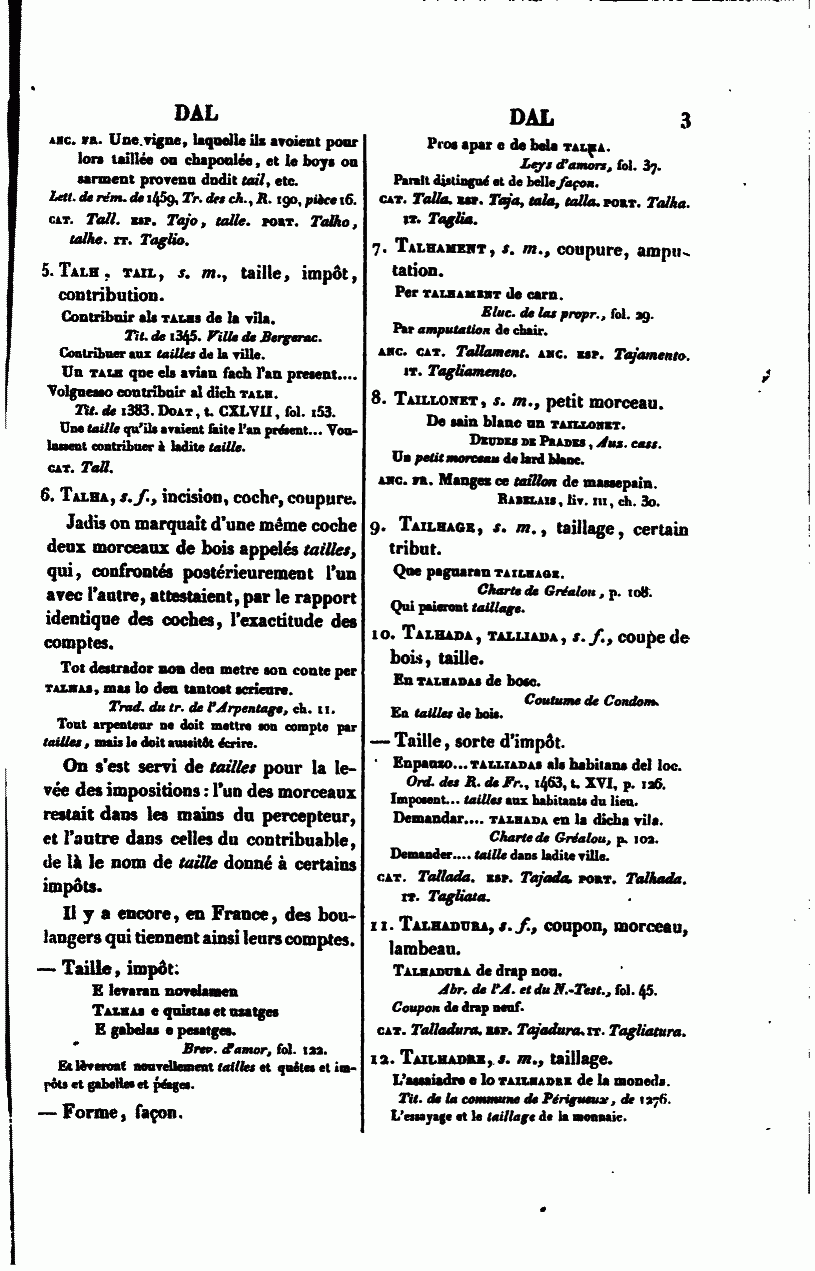 DAL
ANC. FR. Une vigne, laquelle ils avoient pour
lors taillée ou chapoulée, et le boys ou
sarment provenu dudit tail, etc.
Lett. de rém. de 1459, Tr. des ch., R. 190, pièce 16.
CAT. Tall. ESP. Tajo, talle. PORT. Talho,
talhe. IT. Taglio.
5. TALH, TAIL, s. m., taille, impôt,
contribution.
Contribuir als TALHS de la vila.
Tit. de 1345. Ville de Bergerac.
Contribuer aux tailles de la ville.
Un TALH que els avian fach l'an present....
Volguesso contribuir al dich TALH.
Tit. de 1383. DOAT, t. CXLVII, fol. 153.
Une taille qu'ils avaient faite l'an présent... Vou-
lussent contribuer à ladite taille.
CAT. Tall.
6. TALHA, s. f., incision, coche, coupure.
Jadis on marquait d'une même coche
deux morceaux de bois appelés tailles,
qui, confrontés postérieurement l'un
avec l'autre, attestaient, par le rapport
identique des coches, l'exactitude des
comptes.
Tot destrador non deu metre son conte per
TALHAS, mas lo deu tantost scrieure.
Trad. du tr. de l'Arpentage, ch. 11.
Tout arpenteur ne doit mettre son compte par
tailles, mais le doit aussitôt écrire.
On s'est servi de tailles pour la le-
vée des impositions : l'un des morceaux
restait dans les mains du percepteur,
et l'autre dans celles du contribuable,
de là le nom de taille donné à certains
impôts.
Il y a encore, en France, des bou-
langers qui tiennent ainsi leurs comptes.
— Taille, impôt.
E levaran novelamen
TALHAS e quistas et usatges
E gabelas e pesatges.
Brev. d'amor, fol. 122.
Et lèveront nouvellement tailles et quêtes et im-
pôts et gabelles et péages.
— Forme, façon.
DAL 3
Pros apar e de bela TALHA.
Leys d'amors, fol. 37.
Paraît distingué et de belle façon.
CAT. Talla. ESP. Taja, tala, talla. PORT. Talha.
IT. Taglia.
7. TALHAMENT, s. m., coupure, ampu-
tation.
Per TALHAMENT de carn.
Eluc. de las propr., fol. 29.
Par amputation de chair.
ANC. CAT. Tallament. ANC. ESP. Tajamento.
IT. Tagliamento.
8. TAILLONET, s. m., petit morceau.
De sain blanc un TAILLONET.
DEUDES DE PRADES, Aus. cass.
Un petit morceau de lard blanc.
ANC. FR. Manges ce taillon de massepain.
RABELAIS, liv. III, ch. 30.
9. TAILHAGE, s. m., taillage, certain
tribut.
Que paguaran TAILHAGE.
Charte de Gréalou, p. 108.
Qui paieront taillage.
10. TALHADA, TALLIADA, s. f., coupe de
bois, taille.
En TALHADAS de bosc.
Coutume de Condom.
En tailles de bois.
— Taille, sorte d'impôt.
Enpauzo... TALLIADAS als habitans del loc.
Ord. des R. de Fr., 1463, t. XVI, p. 126.
Imposent... tailles aux habitants du lieu.
Demandar.... TALHADA en la dicha vila.
Charte de Gréalou, p. 102.
Demander.... taille dans ladite ville.
CAT. Tallada. ESP. Tajada. PORT. Talhada.
IT. Tagliata.
11. TALHADURA, s. f., coupon, morceau,
lambeau.
TALHADURA de drap nou.
Abr. de l'A. et du N.-Test., fol. 45.
Coupon de drap neuf.
CAT. Talladura. ESP. Tajadura. IT. Tagliatura.
12. TAILHADRE, s. m., taillage.
L'assaiadre e lo TAILHADRE de la moneda.
Tit. de la commune de Périgueux, de 1276.
L'essayage et le taillage de la monnaie.